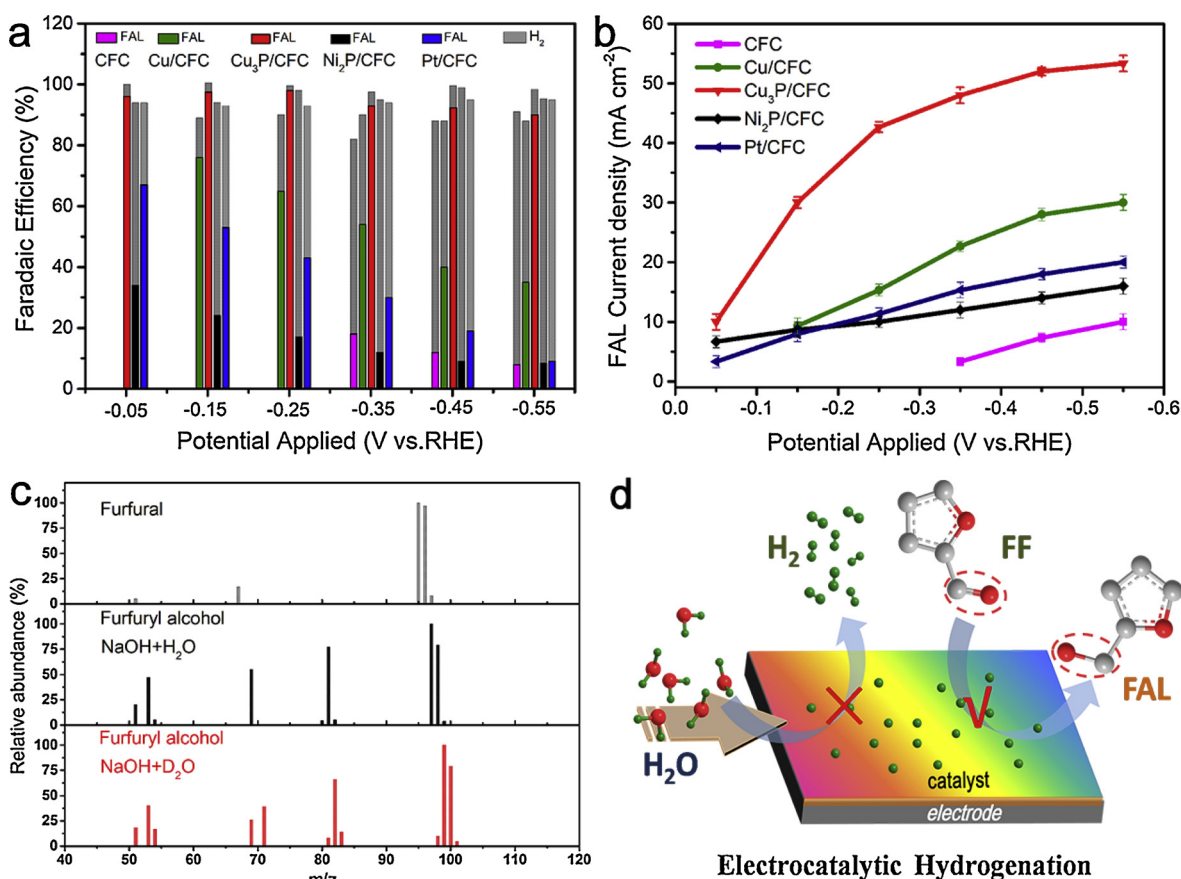 a
120
100
80
60
40
20
0
Faradaic Efficiency (%)
FAL FAL FAL FAL FAL H₂
CFC Cu/CFC Cu₃P/CFC Ni₂P/CFC Pt/CFC
-0.05 -0.15 -0.25 -0.35 -0.45 -0.55
Potential Applied (V vs.RHE)
b
60
50
40
30
20
10
0
FAL Current density (mA cm⁻²)
CFC
Cu/CFC
Cu₃P/CFC
Ni₂P/CFC
Pt/CFC
0.0 -0.1 -0.2 -0.3 -0.4 -0.5 -0.6
Potential Applied (V vs.RHE)
c
Relative abundance (%)
100
75
50
25
0
Furfural
100
75
50
25
0
Furfuryl alcohol
NaOH+H₂O
100
75
50
25
0
Furfuryl alcohol
NaOH+D₂O
40 50 60 70 80 90 100 110 120
m/z
d
H₂
FF
FAL
H₂O
X
V
catalyst
electrode
Electrocatalytic Hydrogenation